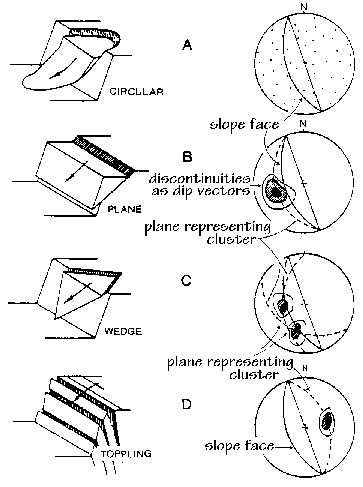 N
A
CIRCULAR
slope face
N
B
discontinuities
as dip vectors
PLANE
plane representing
cluster
C
WEDGE
plane representing
cluster
N
D
TOPPLING
slope face